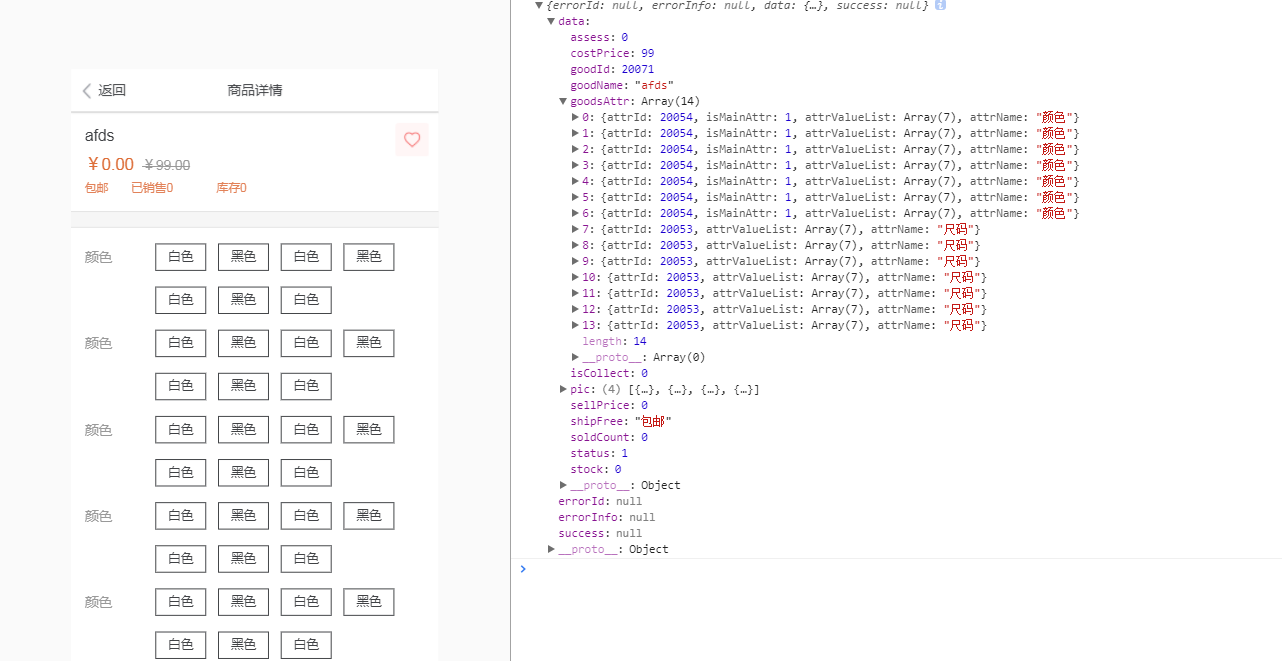 返回
商品详情
afds
￥0.00 ￥99.00
包邮 已销售0 库存0
颜色 白色 黑色 白色 黑色
白色 黑色 白色
颜色 白色 黑色 白色 黑色
白色 黑色 白色
颜色 白色 黑色 白色 黑色
白色 黑色 白色
颜色 白色 黑色 白色 黑色
白色 黑色 白色
颜色 白色 黑色 白色 黑色
白色 黑色 白色
▼{errorId: null, errorInfo: null, data: {…}, success: null} i
▼data:
assess: 0
costPrice: 99
goodId: 20071
goodName: "afds"
▼goodsAttr: Array(14)
▶0: {attrId: 20054, isMainAttr: 1, attrValueList: Array(7), attrName: "颜色"}
▶1: {attrId: 20054, isMainAttr: 1, attrValueList: Array(7), attrName: "颜色"}
▶2: {attrId: 20054, isMainAttr: 1, attrValueList: Array(7), attrName: "颜色"}
▶3: {attrId: 20054, isMainAttr: 1, attrValueList: Array(7), attrName: "颜色"}
▶4: {attrId: 20054, isMainAttr: 1, attrValueList: Array(7), attrName: "颜色"}
▶5: {attrId: 20054, isMainAttr: 1, attrValueList: Array(7), attrName: "颜色"}
▶6: {attrId: 20054, isMainAttr: 1, attrValueList: Array(7), attrName: "颜色"}
▶7: {attrId: 20053, attrValueList: Array(7), attrName: "尺码"}
▶8: {attrId: 20053, attrValueList: Array(7), attrName: "尺码"}
▶9: {attrId: 20053, attrValueList: Array(7), attrName: "尺码"}
▶10: {attrId: 20053, attrValueList: Array(7), attrName: "尺码"}
▶11: {attrId: 20053, attrValueList: Array(7), attrName: "尺码"}
▶12: {attrId: 20053, attrValueList: Array(7), attrName: "尺码"}
▶13: {attrId: 20053, attrValueList: Array(7), attrName: "尺码"}
length: 14
▶__proto__: Array(0)
isCollect: 0
▶pic: (4) [{…}, {…}, {…}, {…}]
sellPrice: 0
shipFree: "包邮"
soldCount: 0
status: 1
stock: 0
▶__proto__: Object
errorId: null
errorInfo: null
success: null
▶__proto__: Object
>